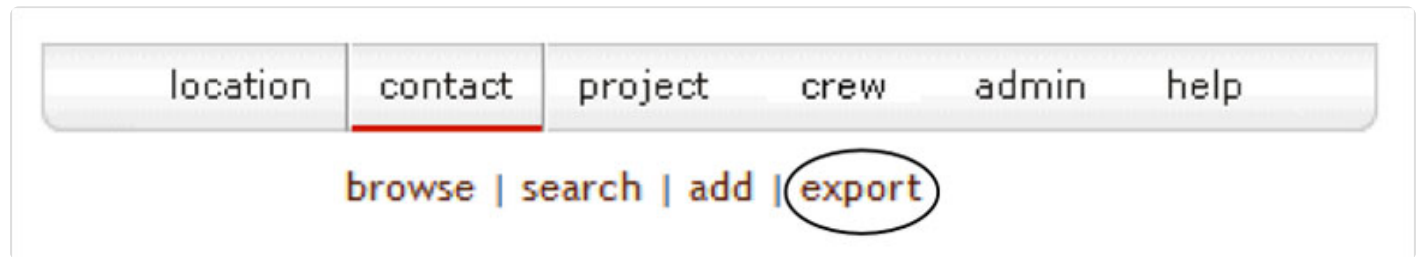 location contact project crew admin help
browse | search | add | export